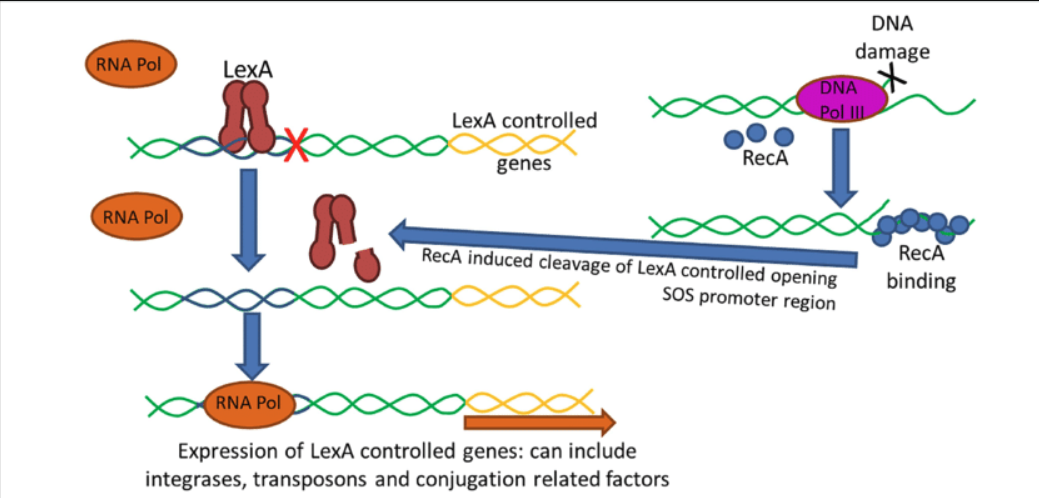 RNA Pol
LexA
LexA controlled
genes
DNA
damage
DNA
Pol III
RecA
RNA Pol
RecA induced cleavage of LexA controlled opening
SOS promoter region
RecA
binding
RNA Pol
Expression of LexA controlled genes: can include
integrases, transposons and conjugation related factors